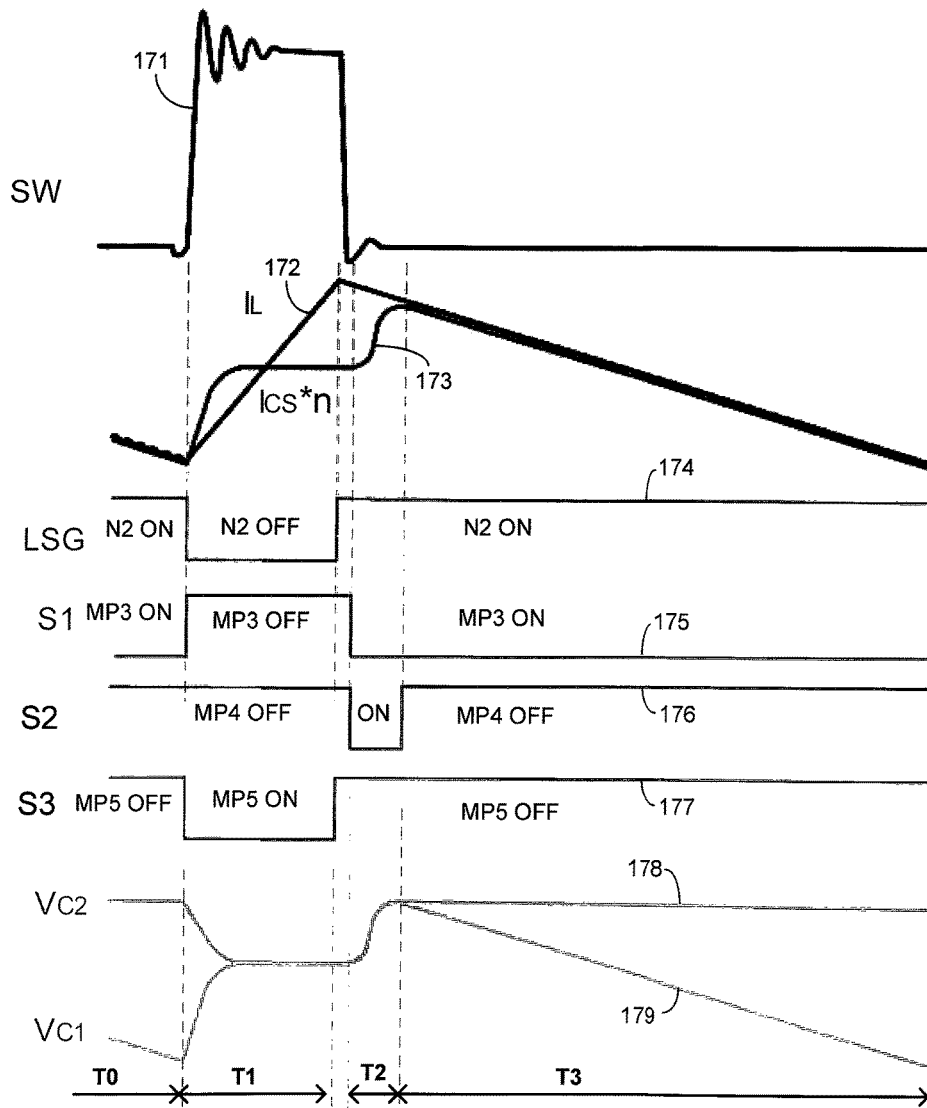 171
SW
172
IL
173
ICS*n
174
LSG
N2 ON
N2 OFF
N2 ON
S1
MP3 ON
MP3 OFF
MP3 ON
175
S2
MP4 OFF
ON
MP4 OFF
176
S3
MP5 OFF
MP5 ON
MP5 OFF
177
VC2
178
VC1
179
T0
T1
T2
T3